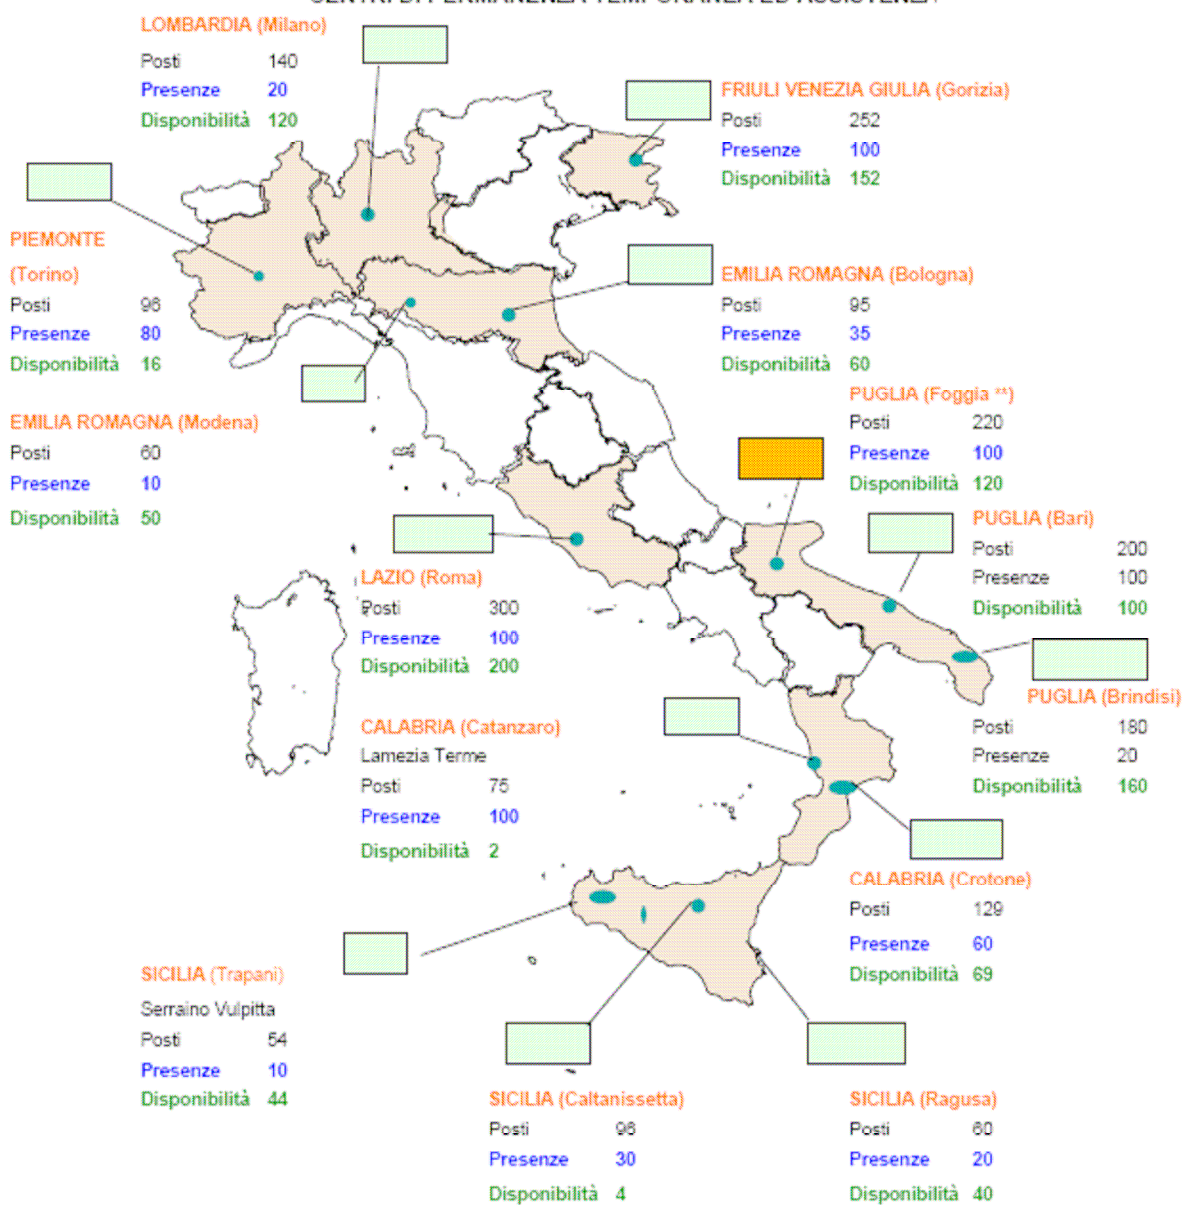 CENTRI DI PERMANENZA TEMPORANEA ED ASSISTENZA
LOMBARDIA (Milano)
Posti 140
Presenze 20
Disponibilità 120
FRIULI VENEZIA GIULIA (Gorizia)
Posti 252
Presenze 100
Disponibilità 152
PIEMONTE
(Torino)
Posti 96
Presenze 80
Disponibilità 16
EMILIA ROMAGNA (Bologna)
Posti 95
Presenze 35
Disponibilità 60
EMILIA ROMAGNA (Modena)
Posti 60
Presenze 10
Disponibilità 50
PUGLIA (Foggia **)
Posti 220
Presenze 100
Disponibilità 120
PUGLIA (Bari)
Posti 200
Presenze 100
Disponibilità 100
LAZIO (Roma)
Posti 300
Presenze 100
Disponibilità 200
PUGLIA (Brindisi)
Posti 180
Presenze 20
Disponibilità 160
CALABRIA (Catanzaro)
Lamezia Terme
Posti 75
Presenze 100
Disponibilità 2
CALABRIA (Crotone)
Posti 129
Presenze 60
Disponibilità 69
SICILIA (Trapani)
Serraino Vulpitta
Posti 54
Presenze 10
Disponibilità 44
SICILIA (Caltanissetta)
Posti 96
Presenze 30
Disponibilità 4
SICILIA (Ragusa)
Posti 60
Presenze 20
Disponibilità 40